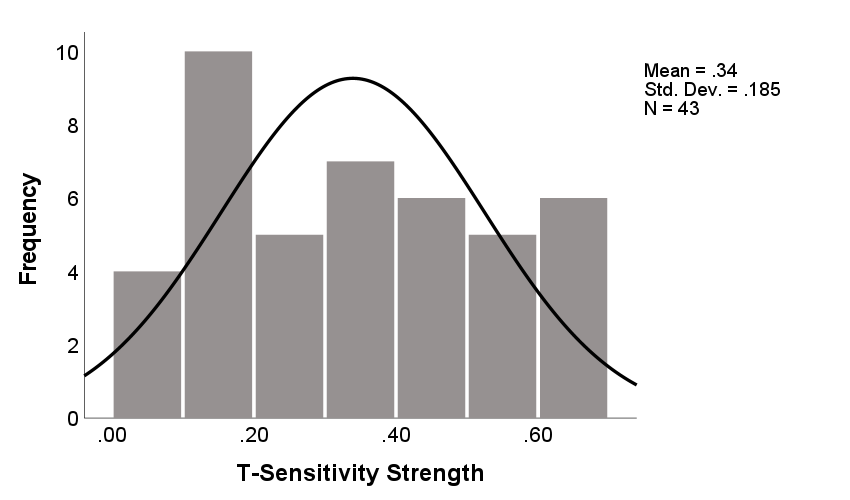 10
8
6
4
2
0
Frequency
.00 .20 .40 .60
T-Sensitivity Strength
Mean = .34
Std. Dev. = .185
N = 43